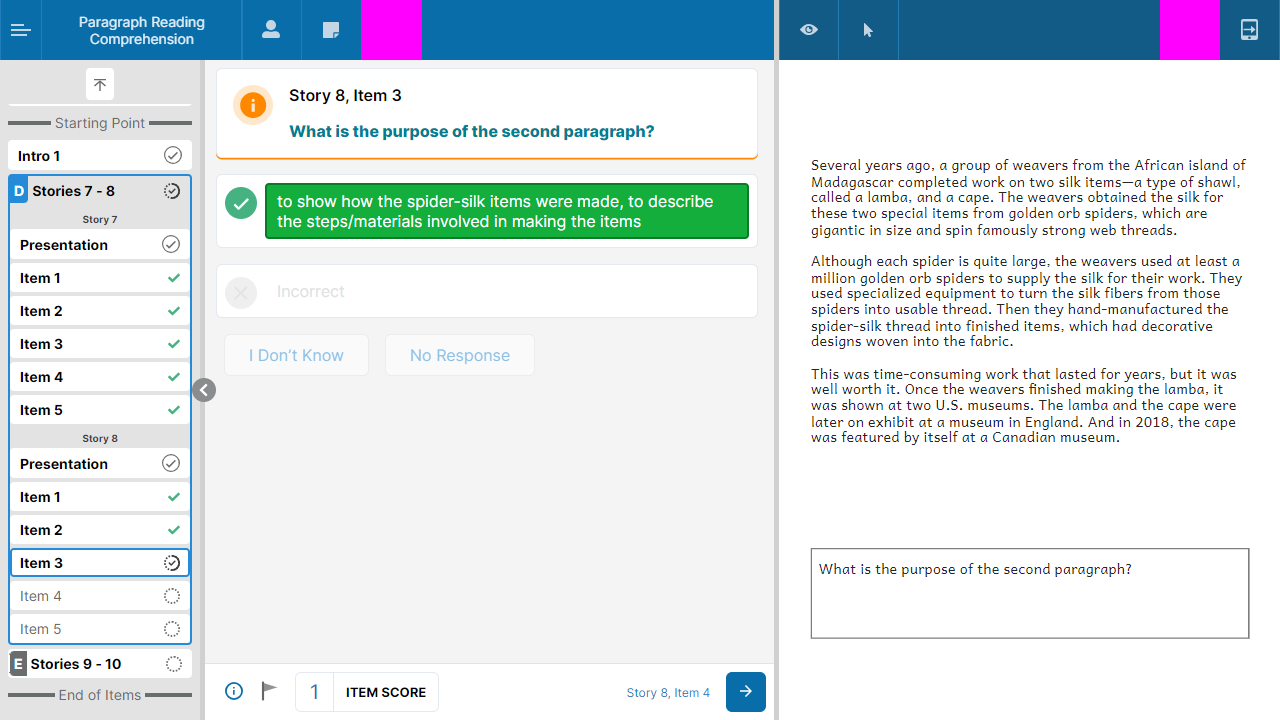 Paragraph Reading
Comprehension
Starting Point
Intro 1
D Stories 7 - 8
Story 7
Presentation
Item 1
Item 2
Item 3
Item 4
Item 5
Story 8
Presentation
Item 1
Item 2
Item 3
Item 4
Item 5
E Stories 9 - 10
End of Items
Story 8, Item 3
What is the purpose of the second paragraph?
to show how the spider-silk items were made, to describe
the steps/materials involved in making the items
Incorrect
I Don’t Know
No Response
1 ITEM SCORE
Story 8, Item 4
Several years ago, a group of weavers from the African island of
Madagascar completed work on two silk items—a type of shawl,
called a lamba, and a cape. The weavers obtained the silk for
these two special items from golden orb spiders, which are
gigantic in size and spin famously strong web threads.
Although each spider is quite large, the weavers used at least a
million golden orb spiders to supply the silk for their work. They
used specialized equipment to turn the silk fibers from those
spiders into usable thread. Then they hand-manufactured the
spider-silk thread into finished items, which had decorative
designs woven into the fabric.
This was time-consuming work that lasted for years, but it was
well worth it. Once the weavers finished making the lamba, it
was shown at two U.S. museums. The lamba and the cape were
later on exhibit at a museum in England. And in 2018, the cape
was featured by itself at a Canadian museum.
What is the purpose of the second paragraph?